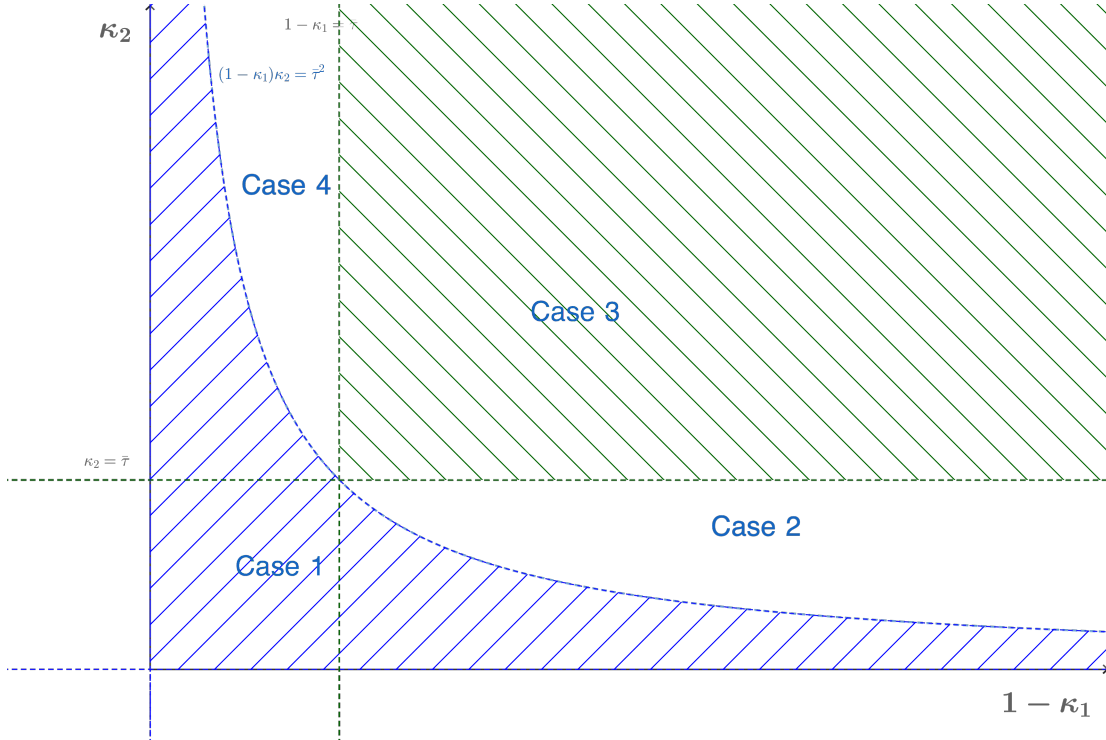 κ₂
1 − κ₁ = τ̄
(1 − κ₁)κ₂ = τ̄²
Case 4
Case 3
κ₂ = τ̄
Case 2
Case 1
1 − κ₁